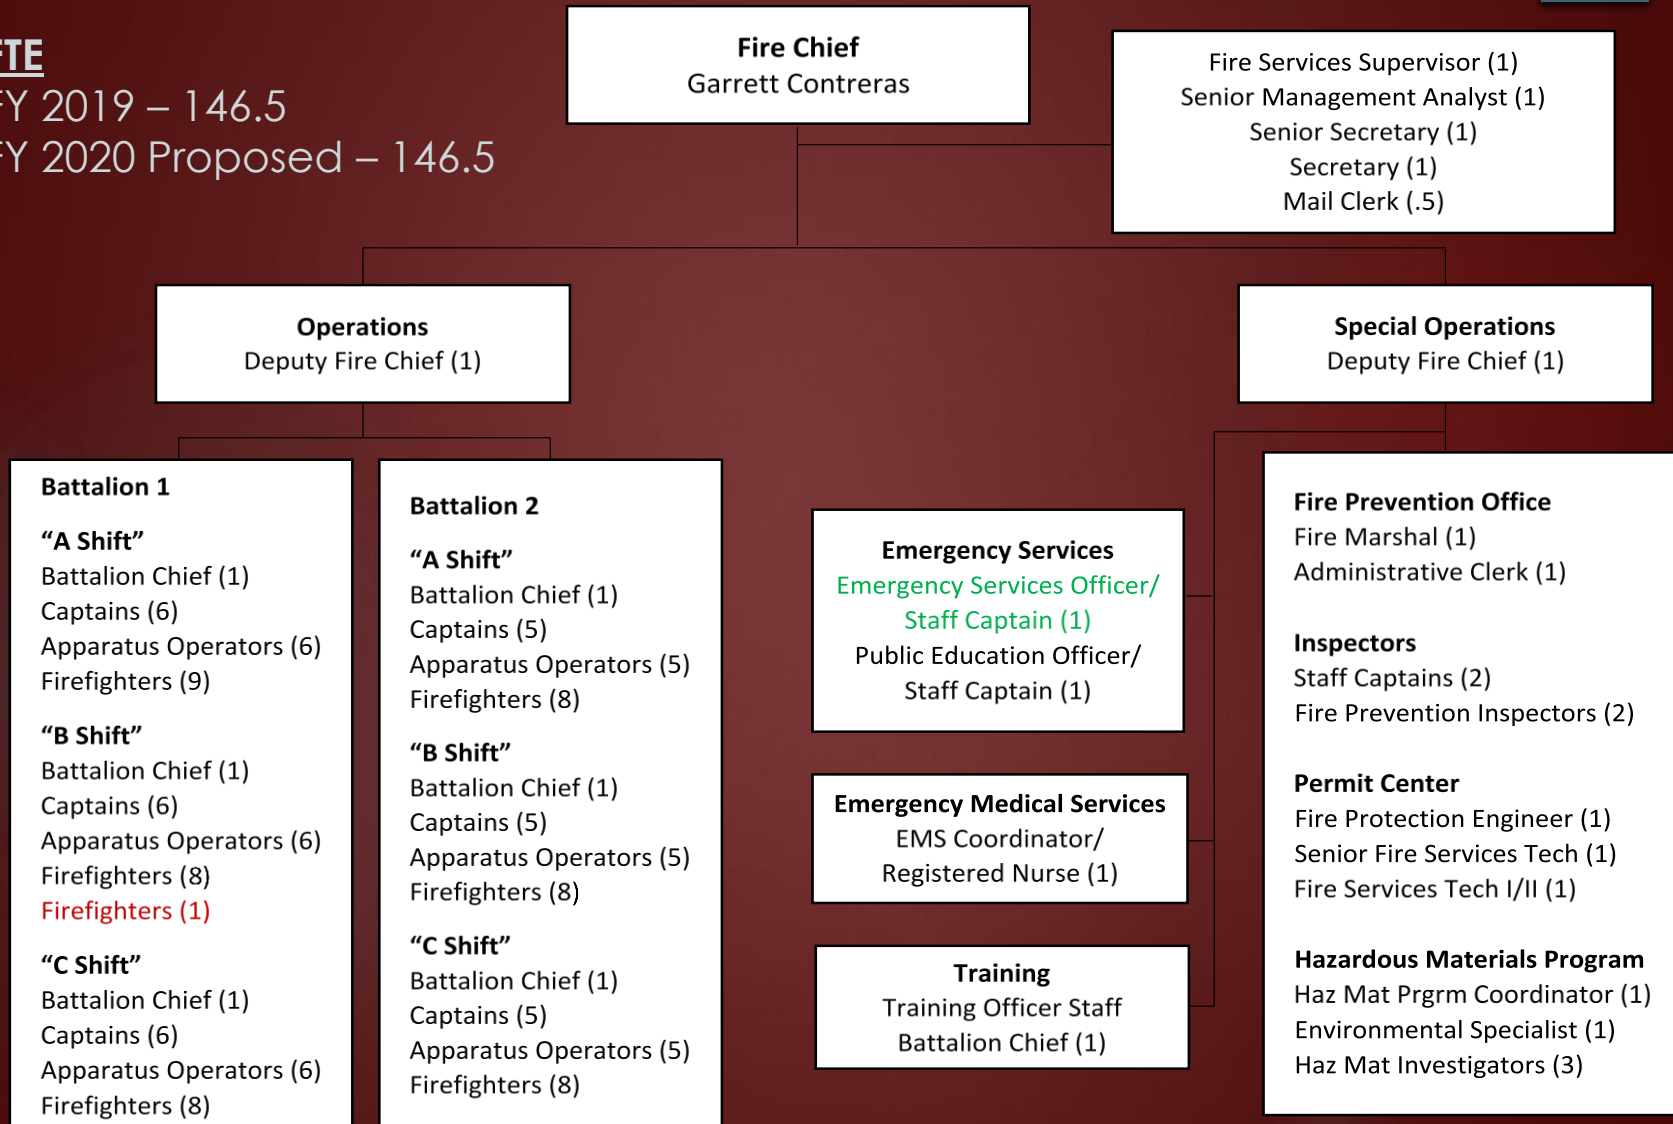 FTE
FY 2019 – 146.5
FY 2020 Proposed – 146.5
Fire Chief
Garrett Contreras
Fire Services Supervisor (1)
Senior Management Analyst (1)
Senior Secretary (1)
Secretary (1)
Mail Clerk (.5)
Operations
Deputy Fire Chief (1)
Special Operations
Deputy Fire Chief (1)
Battalion 1
“A Shift”
Battalion Chief (1)
Captains (6)
Apparatus Operators (6)
Firefighters (9)
“B Shift”
Battalion Chief (1)
Captains (6)
Apparatus Operators (6)
Firefighters (8)
Firefighters (1)
“C Shift”
Battalion Chief (1)
Captains (6)
Apparatus Operators (6)
Firefighters (8)
Battalion 2
“A Shift”
Battalion Chief (1)
Captains (5)
Apparatus Operators (5)
Firefighters (8)
“B Shift”
Battalion Chief (1)
Captains (5)
Apparatus Operators (5)
Firefighters (8)
“C Shift”
Battalion Chief (1)
Captains (5)
Apparatus Operators (5)
Firefighters (8)
Emergency Services
Emergency Services Officer/
Staff Captain (1)
Public Education Officer/
Staff Captain (1)
Emergency Medical Services
EMS Coordinator/
Registered Nurse (1)
Training
Training Officer Staff
Battalion Chief (1)
Fire Prevention Office
Fire Marshal (1)
Administrative Clerk (1)
Inspectors
Staff Captains (2)
Fire Prevention Inspectors (2)
Permit Center
Fire Protection Engineer (1)
Senior Fire Services Tech (1)
Fire Services Tech I/II (1)
Hazardous Materials Program
Haz Mat Prgrm Coordinator (1)
Environmental Specialist (1)
Haz Mat Investigators (3)